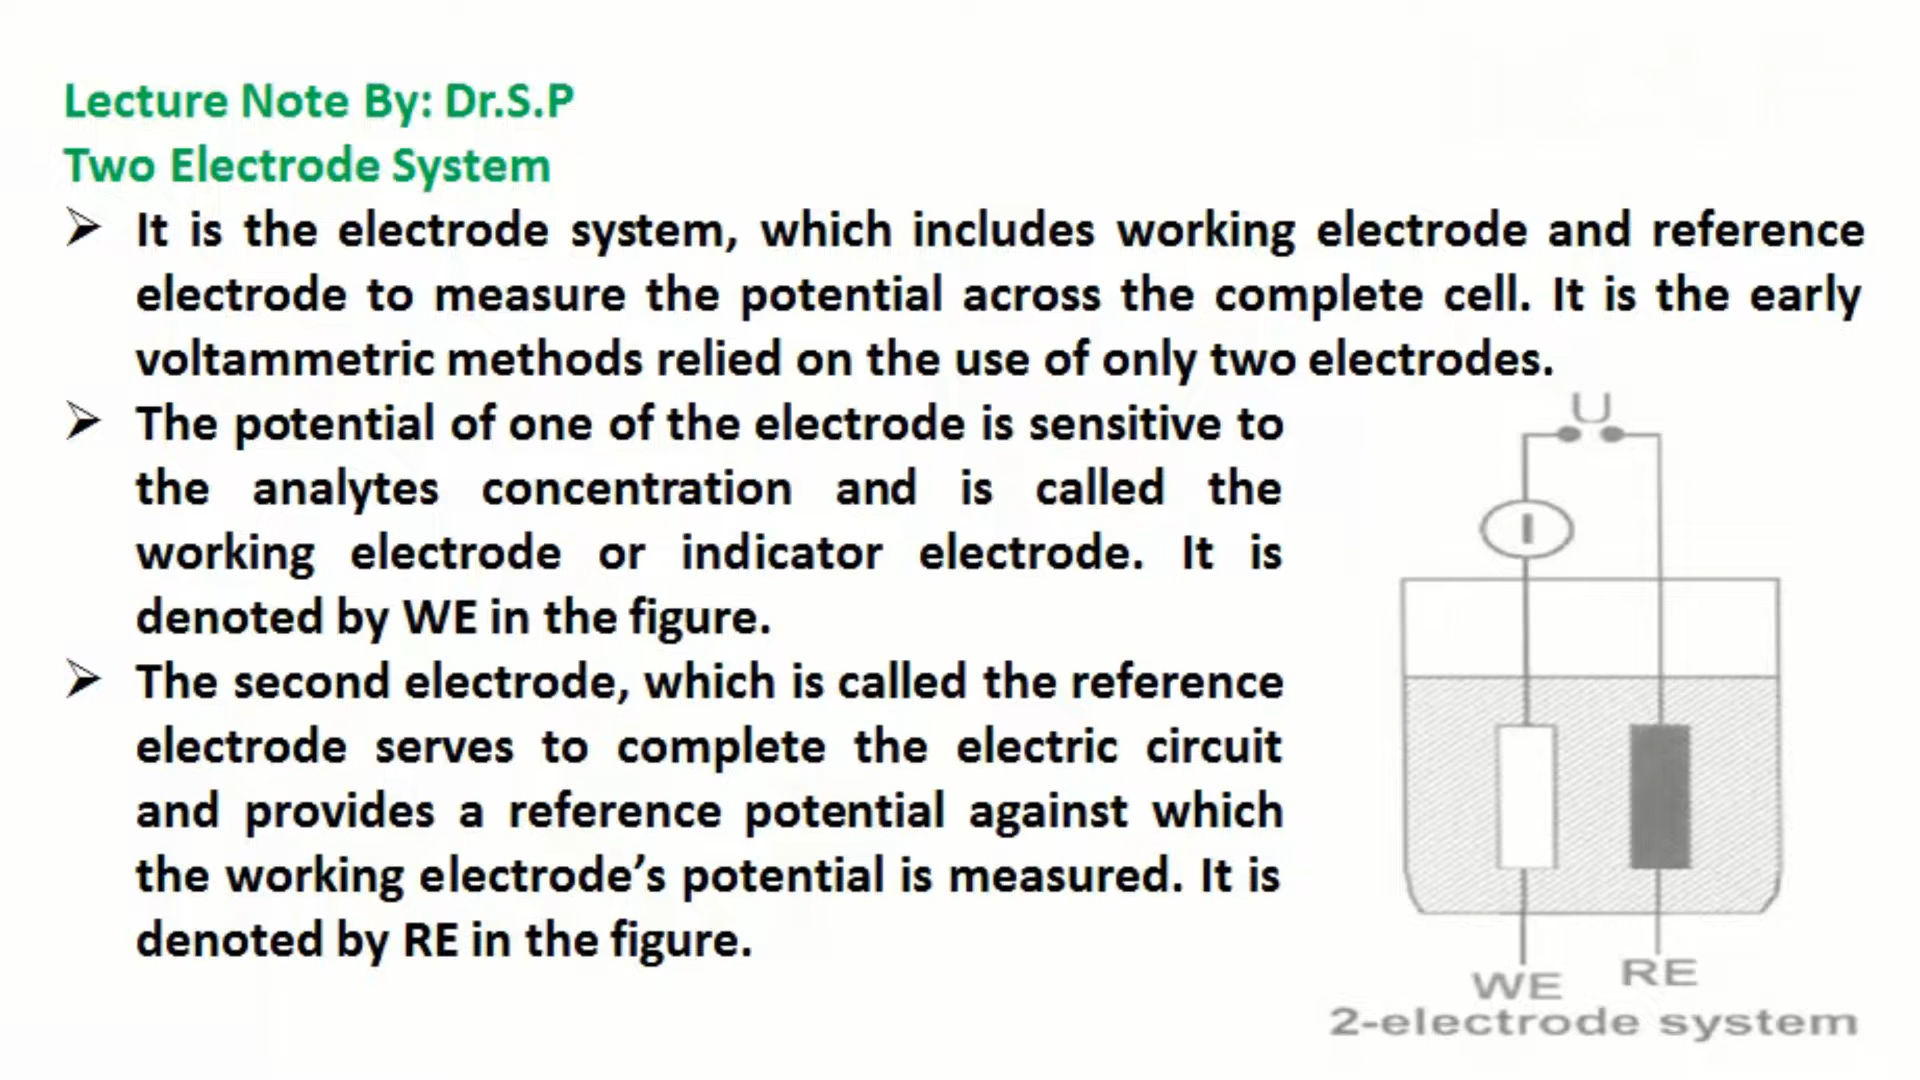 Lecture Note By: Dr.S.P
Two Electrode System
➢ It is the electrode system, which includes working electrode and reference
electrode to measure the potential across the complete cell. It is the early
voltammetric methods relied on the use of only two electrodes.
➢ The potential of one of the electrode is sensitive to
the analytes concentration and is called the
working electrode or indicator electrode. It is
denoted by WE in the figure.
➢ The second electrode, which is called the reference
electrode serves to complete the electric circuit
and provides a reference potential against which
the working electrode’s potential is measured. It is
denoted by RE in the figure.
U
I
WE RE
2-electrode system